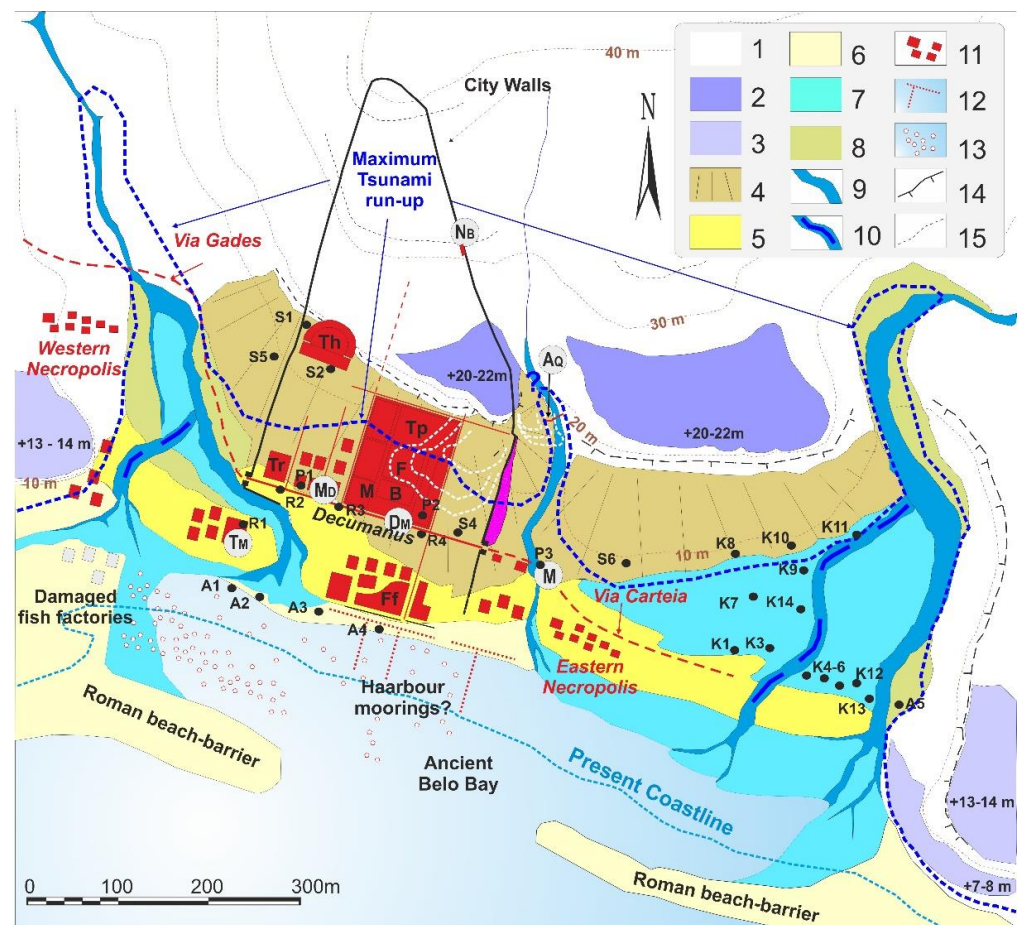 40 m
City Walls
N
1
2
3
4
5
6
7
8
9
10
11
12
13
14
15
Maximum
Tsunami
run-up
Via Gades
NB
30 m
Western
Necropolis
S1
Th
S5
S2
+20-22m
AQ
?
20 m
+20-22m
+13 - 14 m
10 m
Tp
F
Tr
P1
MD
M
B
P2
R2
R3
DM
S4
R4
Decumanus
R1
TM
P3
M
S6
10 m
K8
K10
K11
K9
K7
K14
Via Carteia
K1
K3
K4-6
K12
K13
A5
Damaged
fish factories
A1
A2
A3
A4
Ff
Eastern
Necropolis
Haarbour
moorings?
Roman beach-barrier
Ancient
Belo Bay
Present Coastline
+13-14 m
Roman beach-barrier
+7-8 m
0 100 200 300m